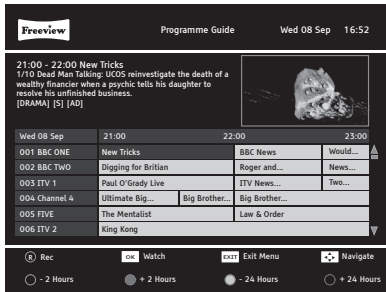 Freeview Programme Guide Wed 08 Sep 16:52
21:00 - 22:00 New Tricks
1/10 Dead Man Talking: UCOS reinvestigate the death of a
wealthy financier when a psychic tells his daughter to
resolve his unfinished business.
[DRAMA] [S] [AD]
Wed 08 Sep 21:00 22:00 23:00
001 BBC ONE New Tricks BBC News Would...
002 BBC TWO Digging for Britian Roger and... News...
003 ITV 1 Paul O'Grady Live ITV News... Two...
004 Channel 4 Ultimate Big... Big Brother... Big Brother...
005 FIVE The Mentalist Law & Order
006 ITV 2 King Kong
R Rec OK Watch EXIT Exit Menu Navigate
- 2 Hours + 2 Hours - 24 Hours + 24 Hours